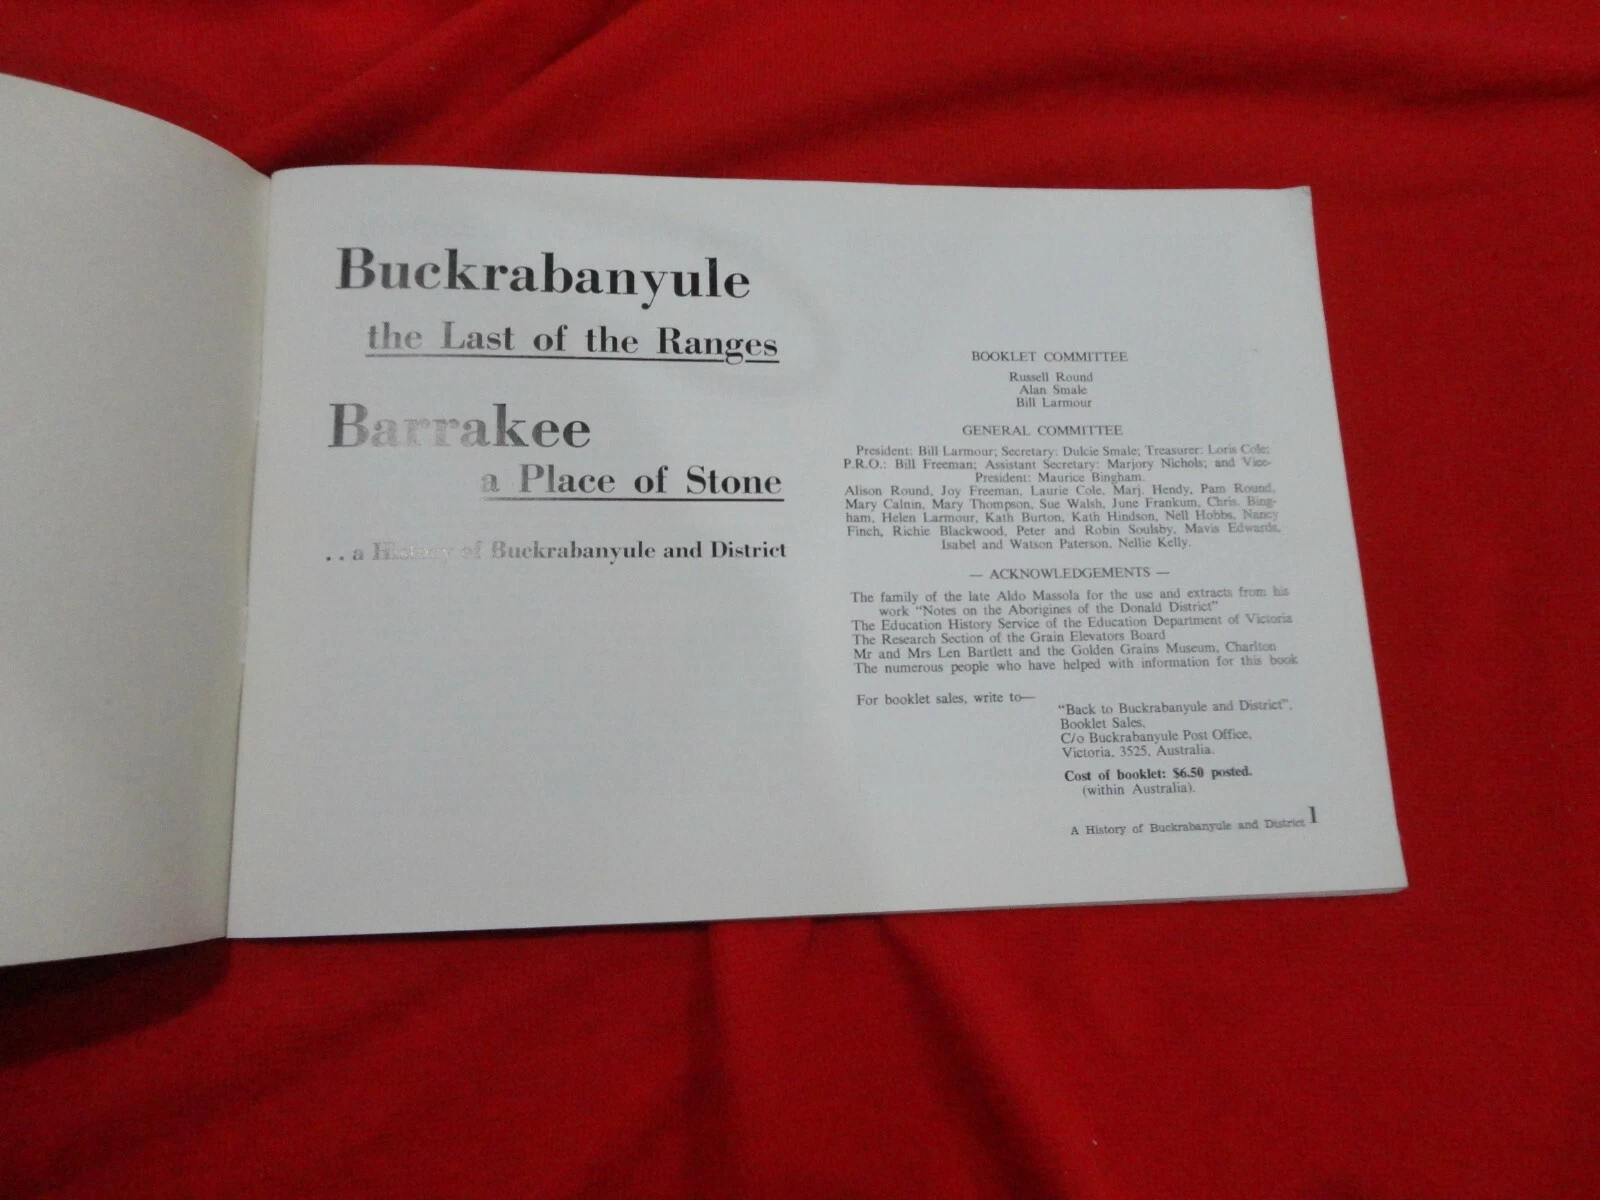 Buckrabanyule
the Last of the Ranges
Barrakee
a Place of Stone
. . a History of Buckrabanyule and District
BOOKLET COMMITTEE
Russell Round
Alan Smale
Bill Larmour
GENERAL COMMITTEE
President: Bill Larmour; Secretary: Dulcie Smale; Treasurer: Loris Cole;
P.R.O.: Bill Freeman; Assistant Secretary: Marjory Nichols; and Vice-
President: Maurice Bingham.
Alison Round, Joy Freeman, Laurie Cole, Marj. Hendy, Pam Round,
Mary Calnin, Mary Thompson, Sue Walsh, June Frankum, Chris. Bing-
ham, Helen Larmour, Kath Burton, Kath Hindson, Nell Hobbs, Nancy
Finch, Richie Blackwood, Peter and Robin Soulsby, Mavis Edwards,
Isabel and Watson Paterson, Nellie Kelly.
— ACKNOWLEDGEMENTS —
The family of the late Aldo Massola for the use and extracts from his
work “Notes on the Aborigines of the Donald District”
The Education History Service of the Education Department of Victoria
The Research Section of the Grain Elevators Board
Mr and Mrs Len Bartlett and the Golden Grains Museum, Charlton
The numerous people who have helped with information for this book
For booklet sales, write to—
“Back to Buckrabanyule and District”,
Booklet Sales,
C/o Buckrabanyule Post Office,
Victoria, 3525, Australia.
Cost of booklet: $6.50 posted.
(within Australia).
A History of Buckrabanyule and District 1